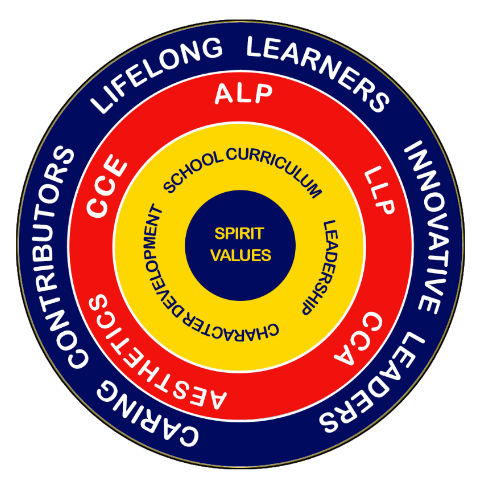 LIFELONG LEARNERS
INNOVATIVE LEADERS
CARING CONTRIBUTORS
ALP
LLP
CCA
AESTHETICS
CCE
SCHOOL CURRICULUM
LEADERSHIP
CHARACTER DEVELOPMENT
SPIRIT
VALUES